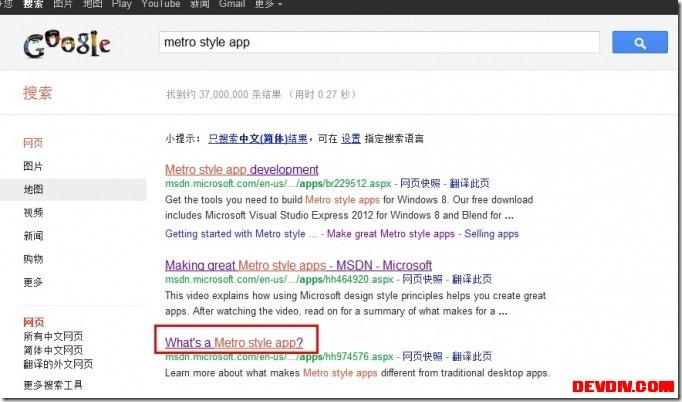 搜索 图片 地图 Play YouTube 新闻 Gmail 更多
Google
metro style app
搜索
找到约 37,000,000 条结果 （用时 0.27 秒）
网页
图片
地图
视频
新闻
购物
更多
网页
所有中文网页
简体中文网页
翻译的外文网页
更多搜索工具
小提示： 只搜索中文(简体)结果，可在 设置 指定搜索语言
Metro style app development
msdn.microsoft.com/en-us/.../apps/br229512.aspx - 网页快照 - 翻译此页
Get the tools you need to build Metro style apps for Windows 8. Our free download
includes Microsoft Visual Studio Express 2012 for Windows 8 and Blend for ...
Getting started with Metro style ... - Make great Metro style apps - Selling apps
Making great Metro style apps - MSDN - Microsoft
msdn.microsoft.com/en-us/.../apps/hh464920.aspx - 网页快照 - 翻译此页
This video explains how using Microsoft design style principles helps you create great
apps. After watching the video, read on for a summary of what makes for a ...
What's a Metro style app?
msdn.microsoft.com/en-us/.../apps/hh974576.aspx - 网页快照 - 翻译此页
Learn more about what makes Metro style apps different from traditional desktop apps.
DEVDIV.COM